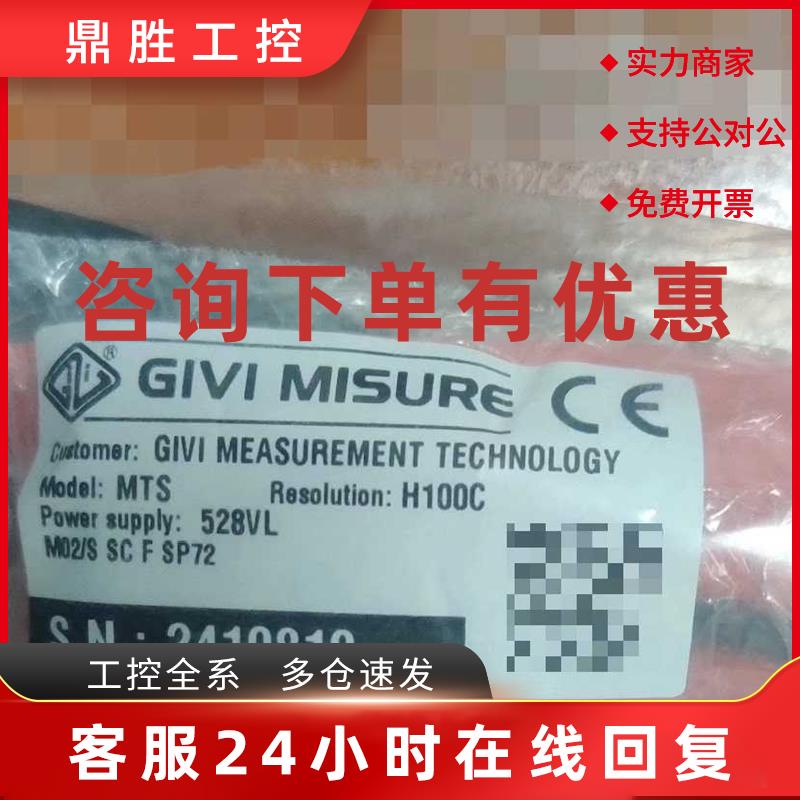 鼎胜工控
实力商家
支持公对公
免费开票
咨询下单有优惠
GIVI MISURE CE
Customer: GIVI MEASUREMENT TECHNOLOGY
Model: MTS Resolution: H100C
Power supply: 528VL
M02/S SC F SP72
S.N.:
工控全系 多仓速发
客服24小时在线回复